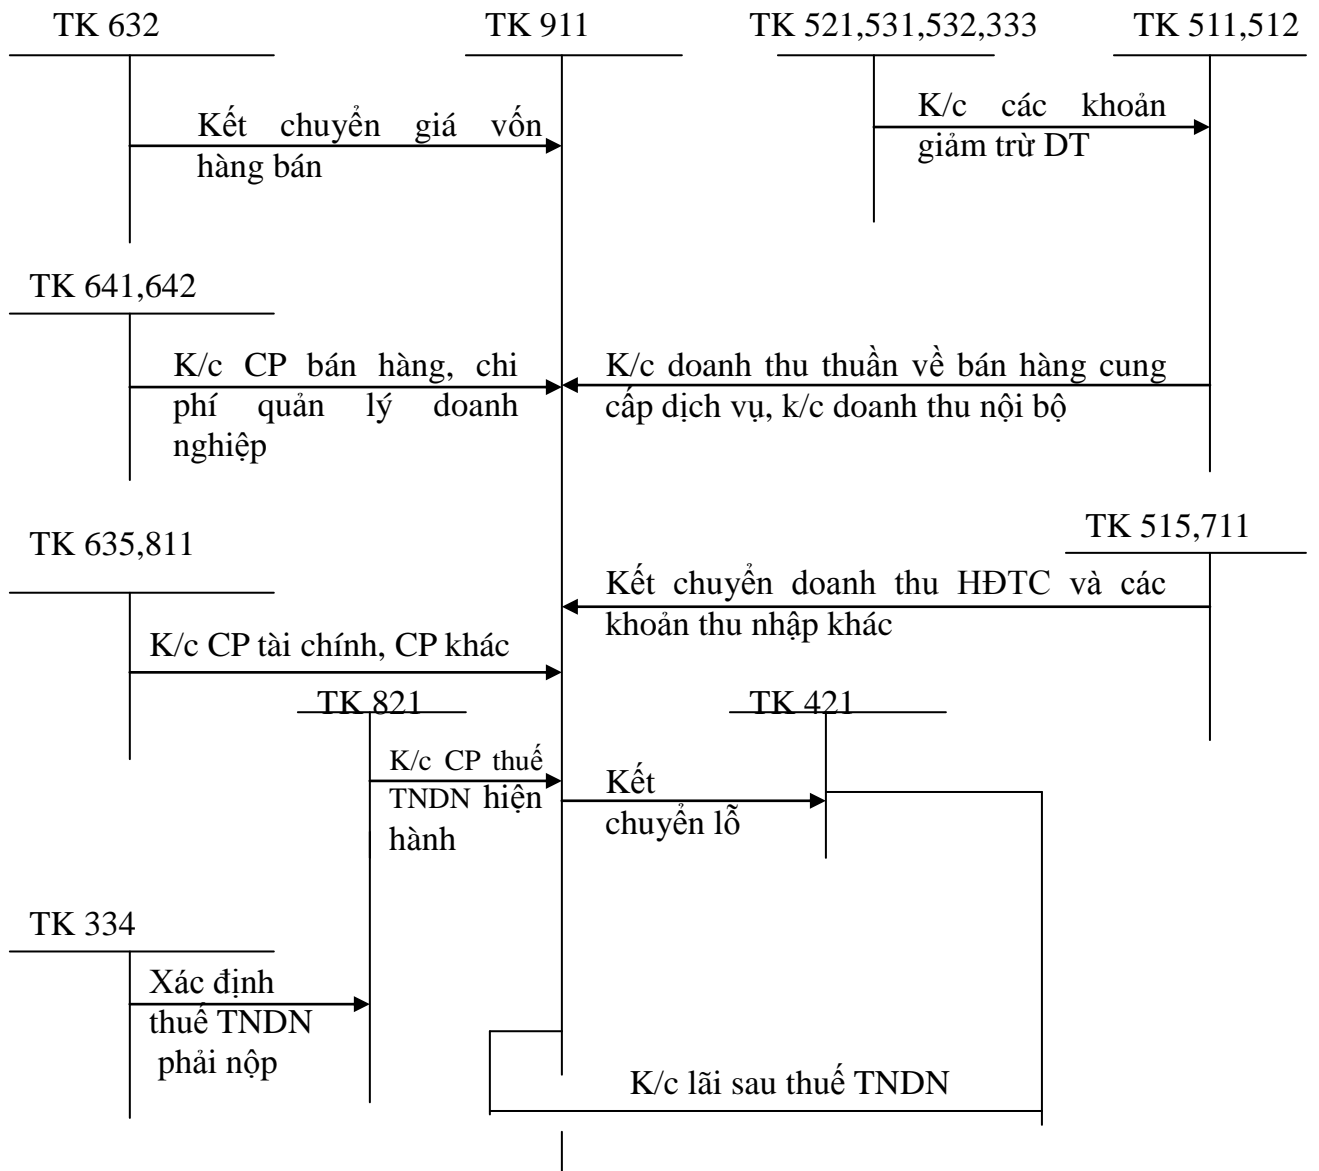 TK 632
TK 911
TK 521,531,532,333
TK 511,512
Kết chuyển giá vốn
hàng bán
K/c các khoản
giảm trừ DT
TK 641,642
K/c CP bán hàng, chi
phí quản lý doanh
nghiệp
K/c doanh thu thuần về bán hàng cung
cấp dịch vụ, k/c doanh thu nội bộ
TK 635,811
TK 515,711
Kết chuyển doanh thu HĐTC và các
khoản thu nhập khác
K/c CP tài chính, CP khác
TK 821
TK 421
K/c CP thuế
TNDN hiện
hành
Kết
chuyển lỗ
TK 334
Xác định
thuế TNDN
phải nộp
K/c lãi sau thuế TNDN